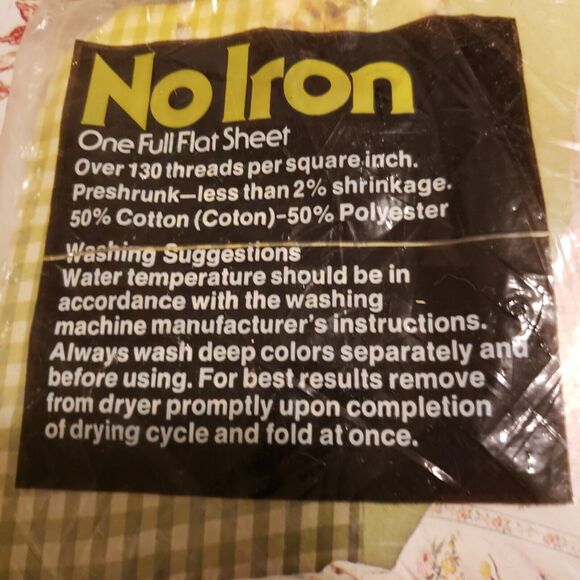 No Iron
One Full Flat Sheet
Over 130 threads per square inch.
Preshrunk—less than 2% shrinkage.
50% Cotton (Coton)-50% Polyester
Washing Suggestions
Water temperature should be in
accordance with the washing
machine manufacturer's instructions.
Always wash deep colors separately and
before using. For best results remove
from dryer promptly upon completion
of drying cycle and fold at once.